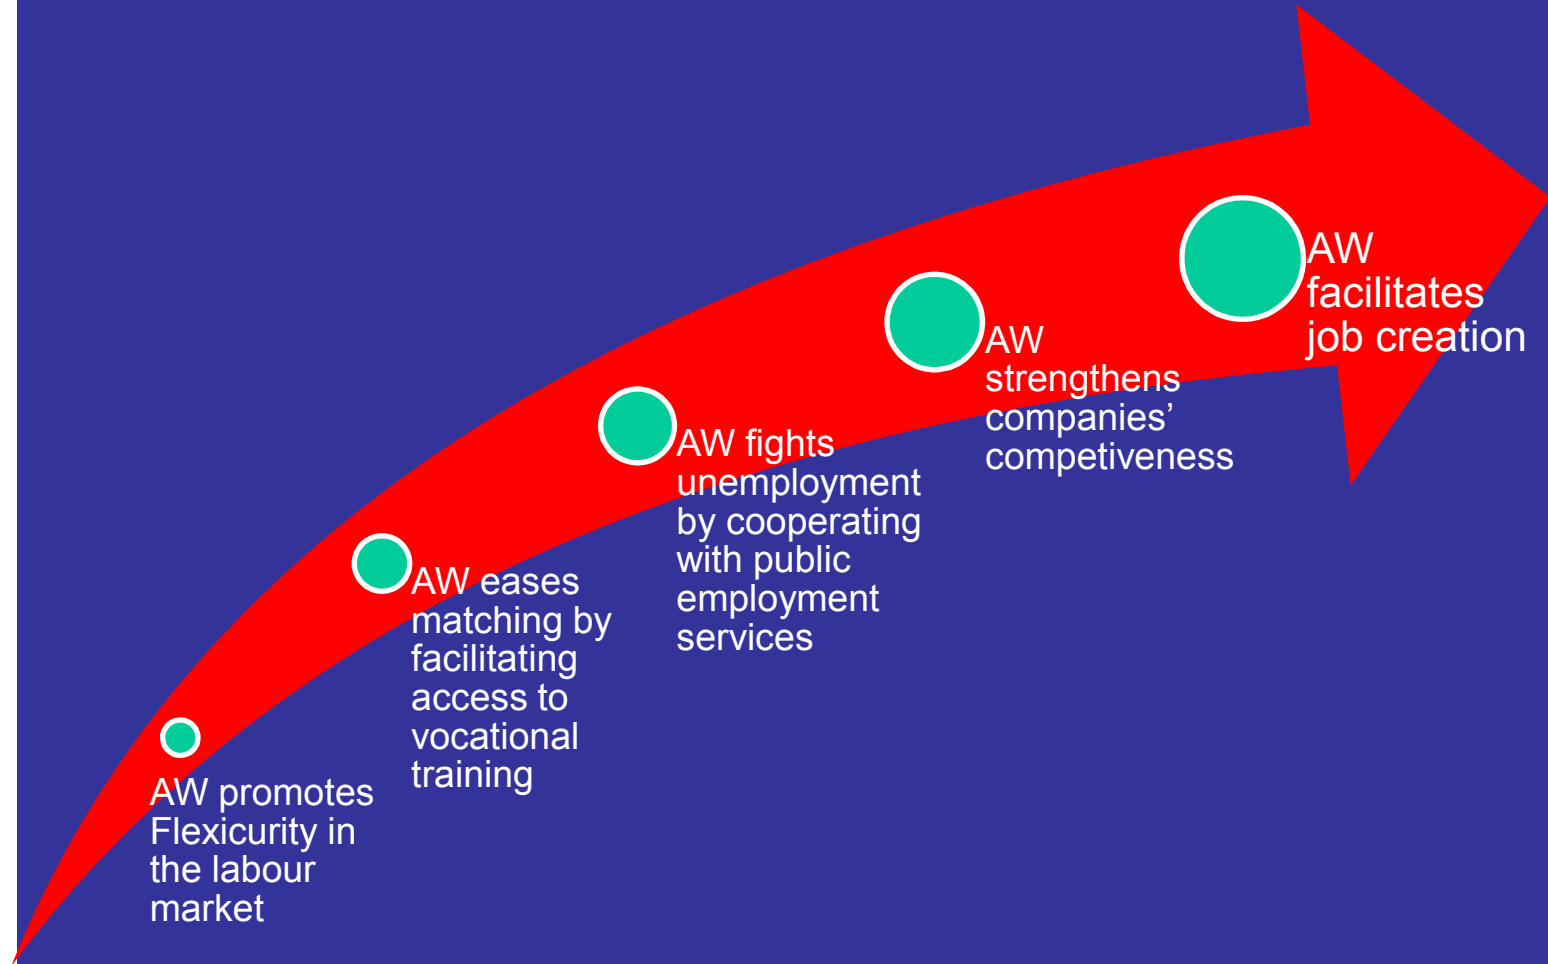 AW promotes
Flexicurity in
the labour
market
AW eases
matching by
facilitating
access to
vocational
training
AW fights
unemployment
by cooperating
with public
employment
services
AW
strengthens
companies’
competiveness
AW
facilitates
job creation